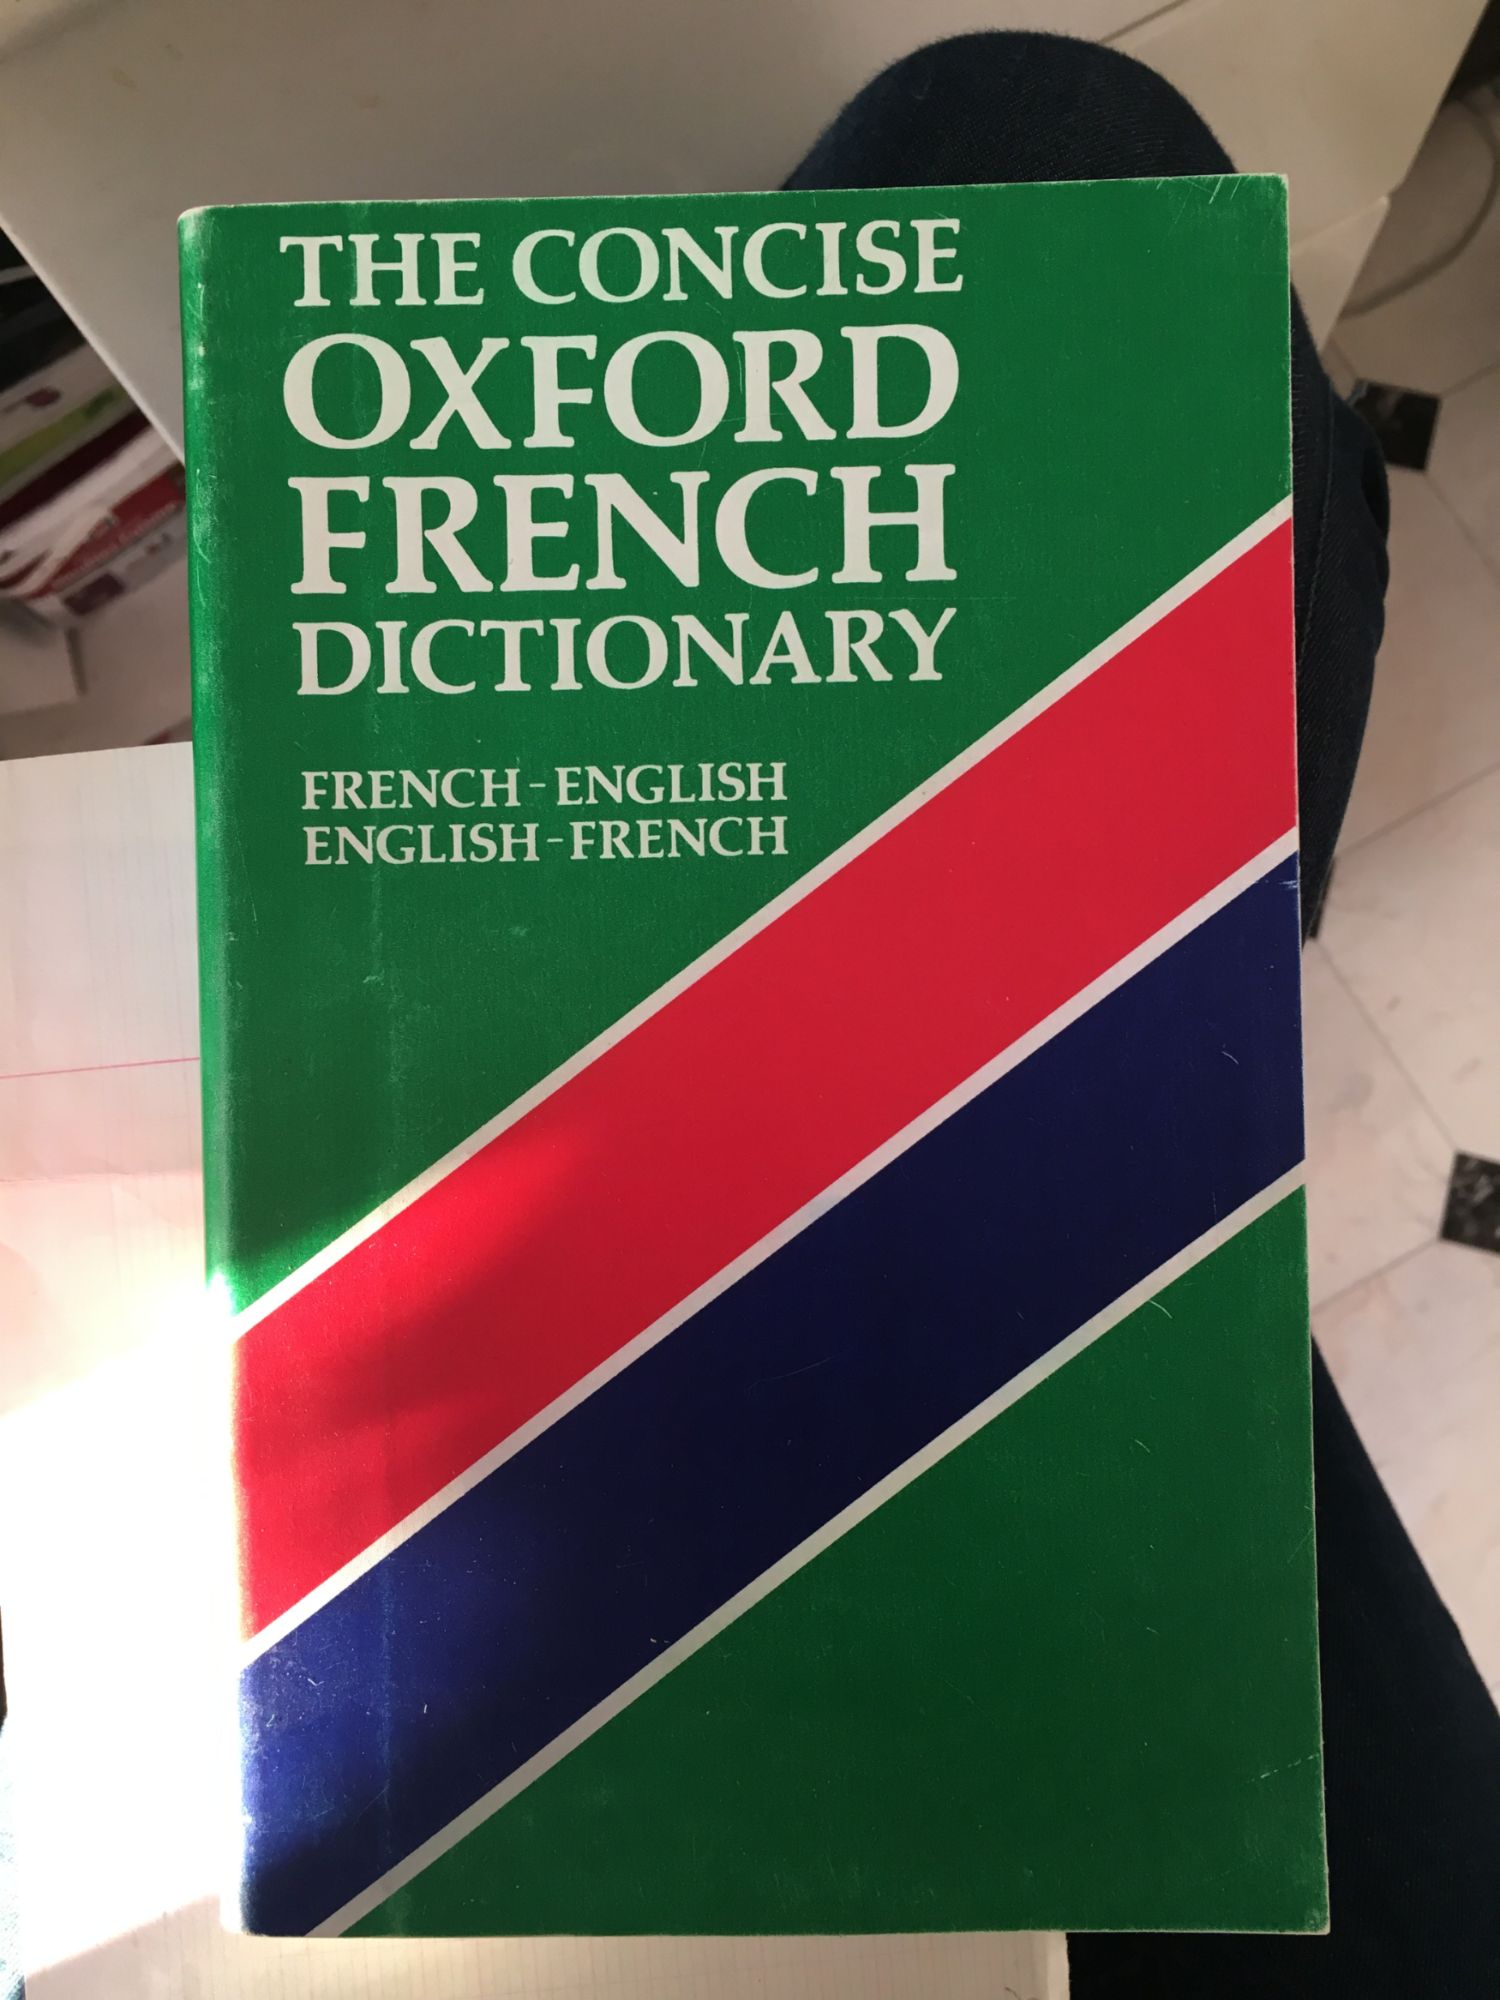 THE CONCISE
OXFORD
FRENCH
DICTIONARY
FRENCH-ENGLISH
ENGLISH-FRENCH